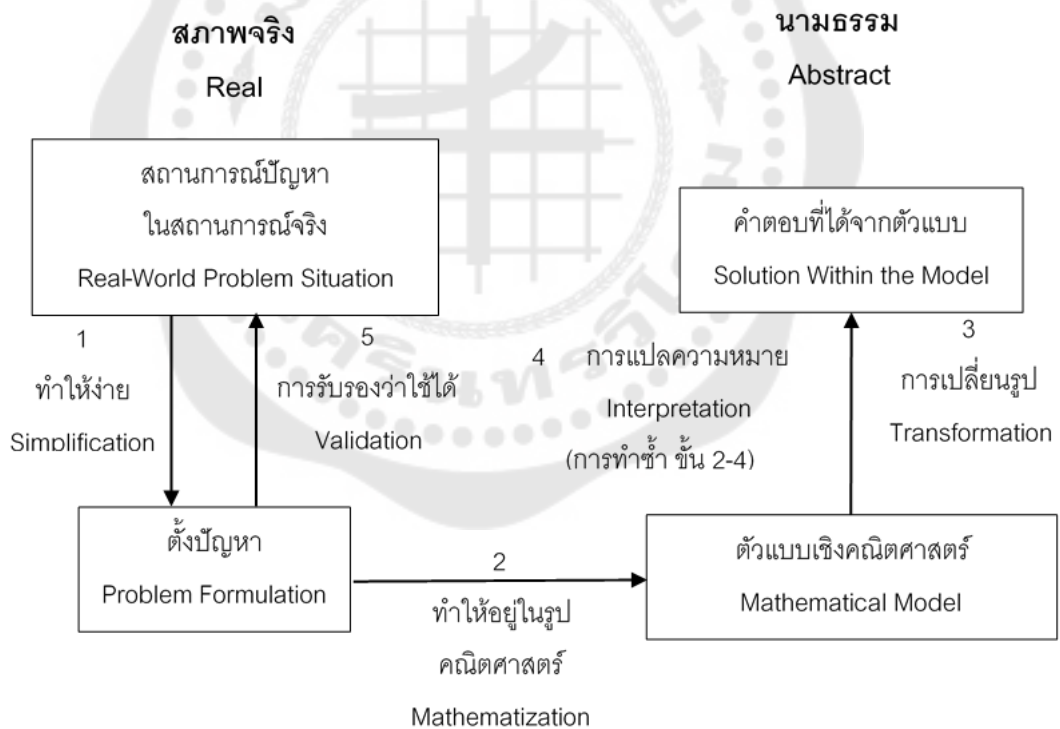 สภาพจริง
Real
นามธรรม
Abstract
สถานการณ์ปัญหา
ในสถานการณ์จริง
Real-World Problem Situation
คำตอบที่ได้จากตัวแบบ
Solution Within the Model
1
ทำให้ง่าย
Simplification
5
การรับรองว่าใช้ได้
Validation
4 การแปลความหมาย
Interpretation
(การทำซ้ำ ขั้น 2-4)
3
การเปลี่ยนรูป
Transformation
ตั้งปัญหา
Problem Formulation
2
ทำให้อยู่ในรูป
คณิตศาสตร์
Mathematization
ตัวแบบเชิงคณิตศาสตร์
Mathematical Model